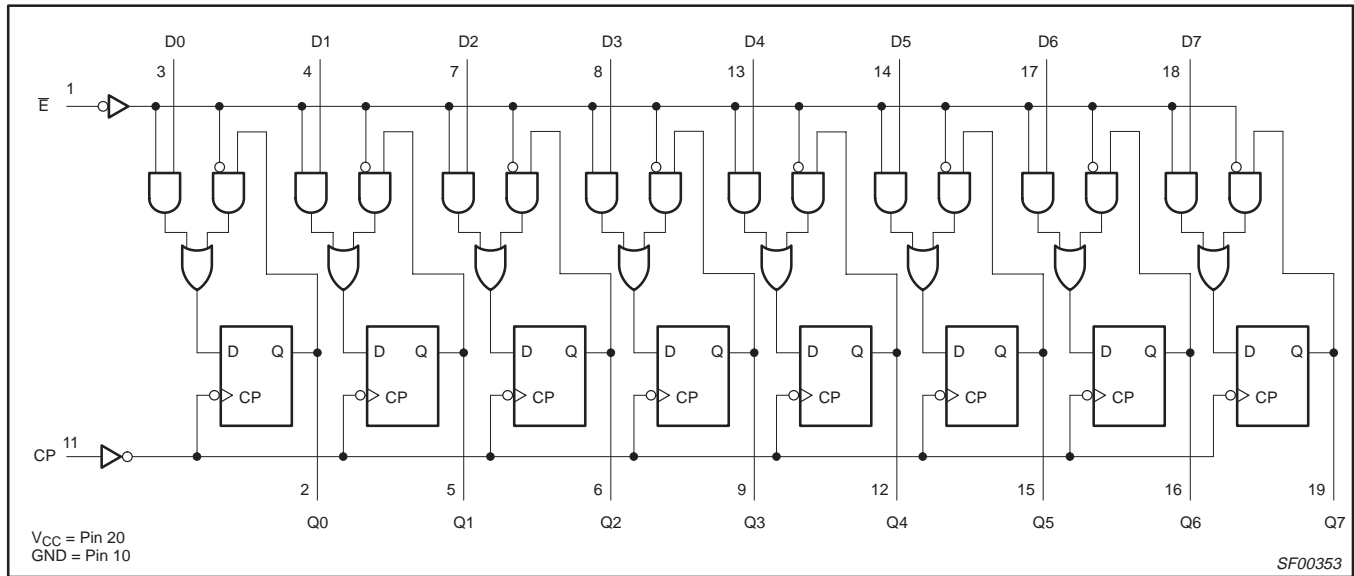 D0 D1 D2 D3 D4 D5 D6 D7
3 4 7 8 13 14 17 18
1
E̅
D Q D Q D Q D Q D Q D Q D Q D Q
CP CP CP CP CP CP CP CP
11
CP
2 5 6 9 12 15 16 19
Q0 Q1 Q2 Q3 Q4 Q5 Q6 Q7
VCC = Pin 20
GND = Pin 10
SF00353